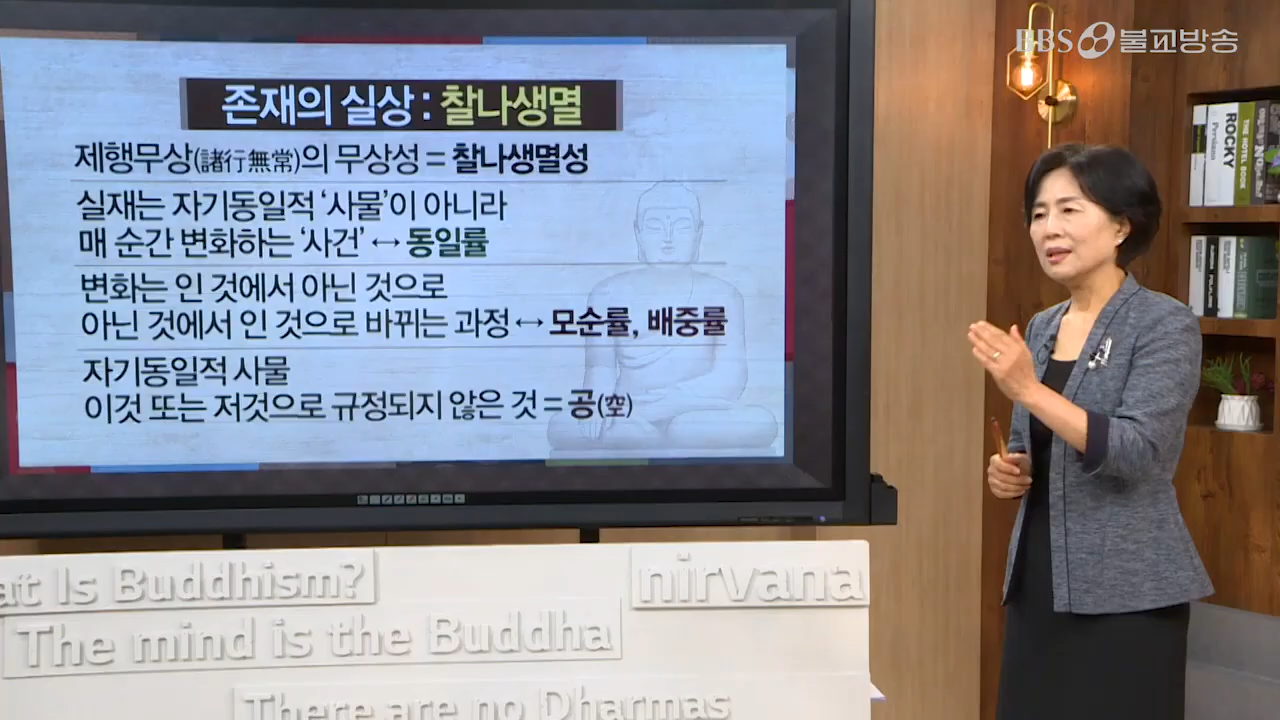 BBS 불교방송
존재의 실상 : 찰나생멸
제행무상(諸行無常)의 무상성 = 찰나생멸성
실재는 자기동일적 ‘사물’이 아니라
매 순간 변화하는 ‘사건’ ↔ 동일률
변화는 인 것에서 아닌 것으로
아닌 것에서 인 것으로 바뀌는 과정 ↔ 모순률, 배중률
자기동일적 사물
이것 또는 저것으로 규정되지 않은 것 = 공(空)
at Is Buddhism?
nirvana
The mind is the Buddha
There are no Dharmas
ROCKY
THE HOTEL BOOK
Persiano